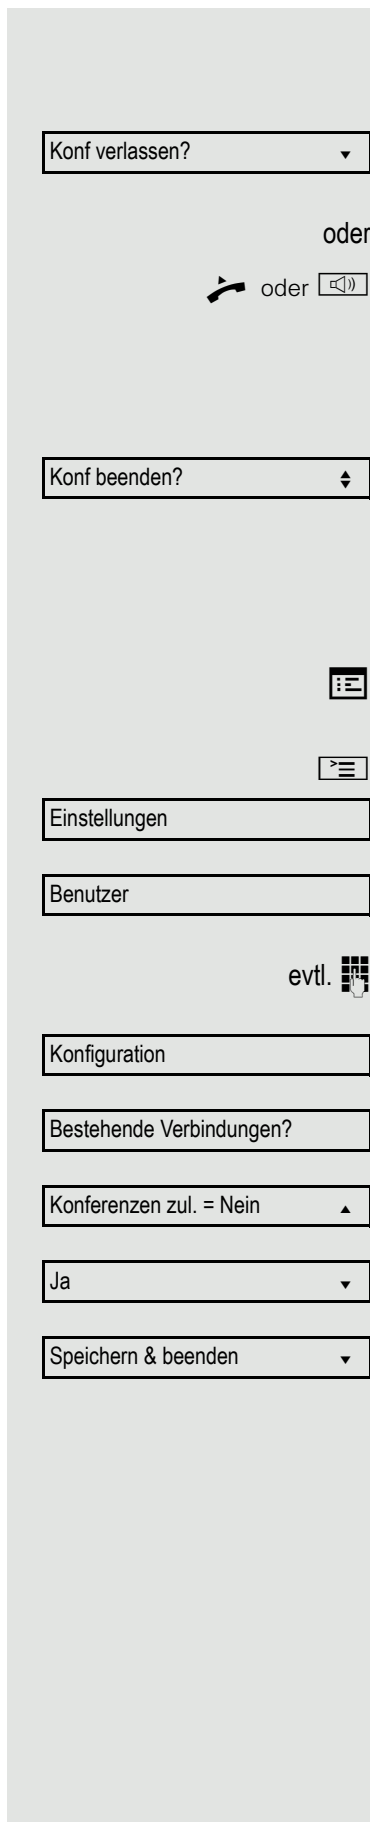 Konf verlassen?
oder
oder
Konf beenden?
Einstellungen
Benutzer
evtl.
Konfiguration
Bestehende Verbindungen?
Konferenzen zul. = Nein
Ja
Speichern & beenden